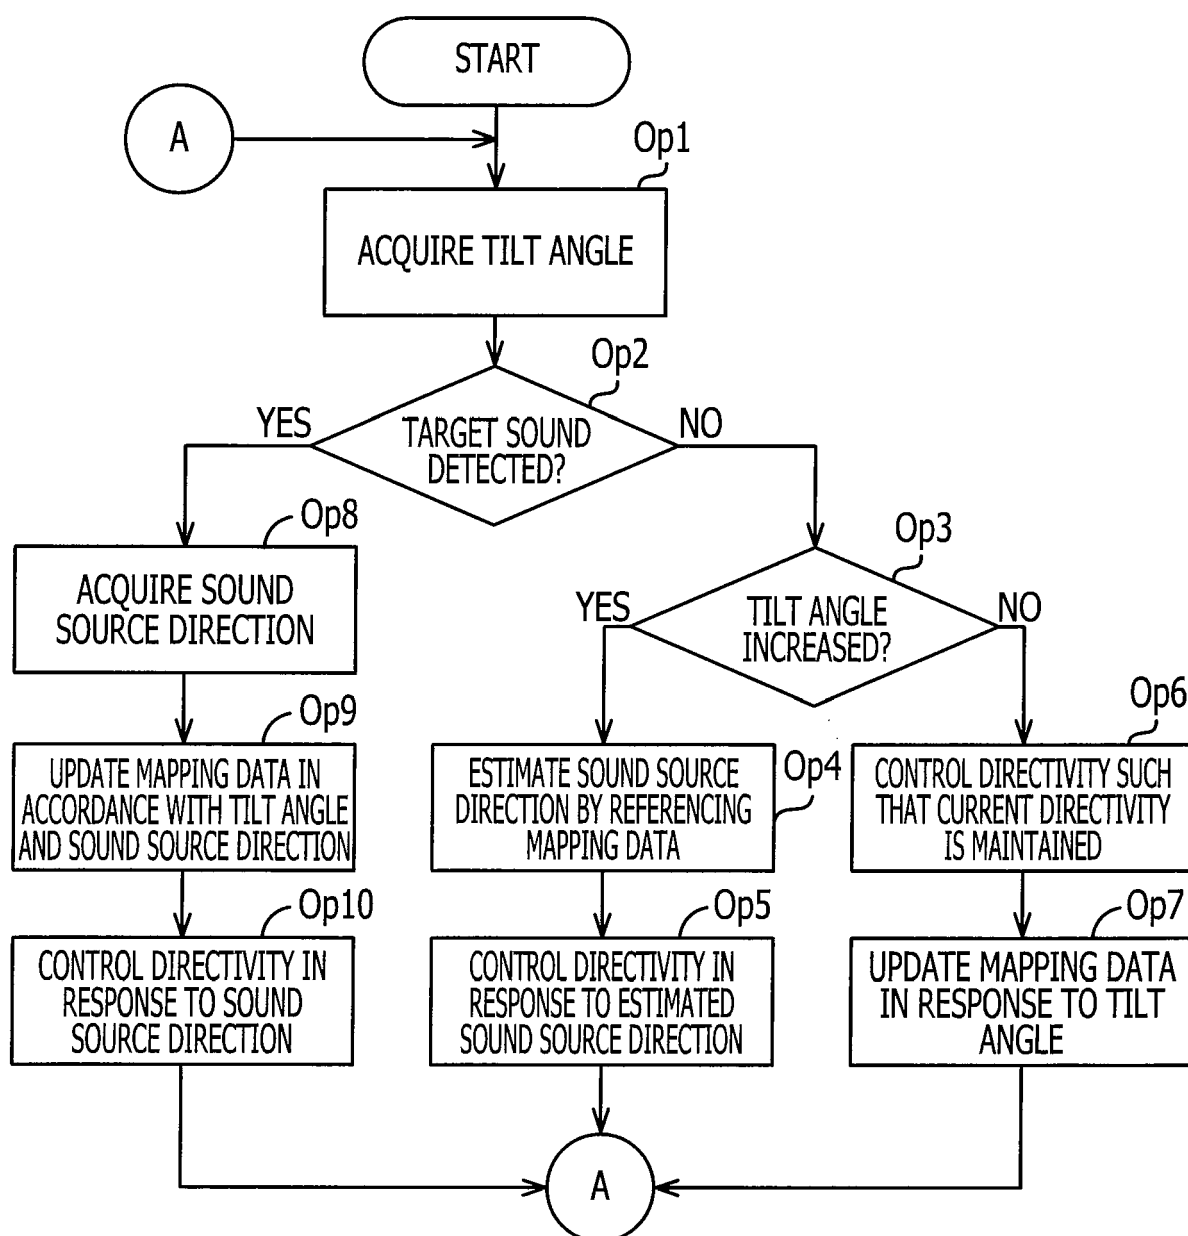 START
A
Op1
ACQUIRE TILT ANGLE
Op2
YES
TARGET SOUND
DETECTED?
NO
Op8
ACQUIRE SOUND
SOURCE DIRECTION
Op3
YES
TILT ANGLE
INCREASED?
NO
Op9
UPDATE MAPPING DATA IN
ACCORDANCE WITH TILT ANGLE
AND SOUND SOURCE DIRECTION
ESTIMATE SOUND SOURCE
DIRECTION BY REFERENCING
MAPPING DATA
Op4
Op6
CONTROL DIRECTIVITY SUCH
THAT CURRENT DIRECTIVITY
IS MAINTAINED
Op10
CONTROL DIRECTIVITY IN
RESPONSE TO SOUND
SOURCE DIRECTION
Op5
CONTROL DIRECTIVITY IN
RESPONSE TO ESTIMATED
SOUND SOURCE DIRECTION
Op7
UPDATE MAPPING DATA
IN RESPONSE TO TILT
ANGLE
A